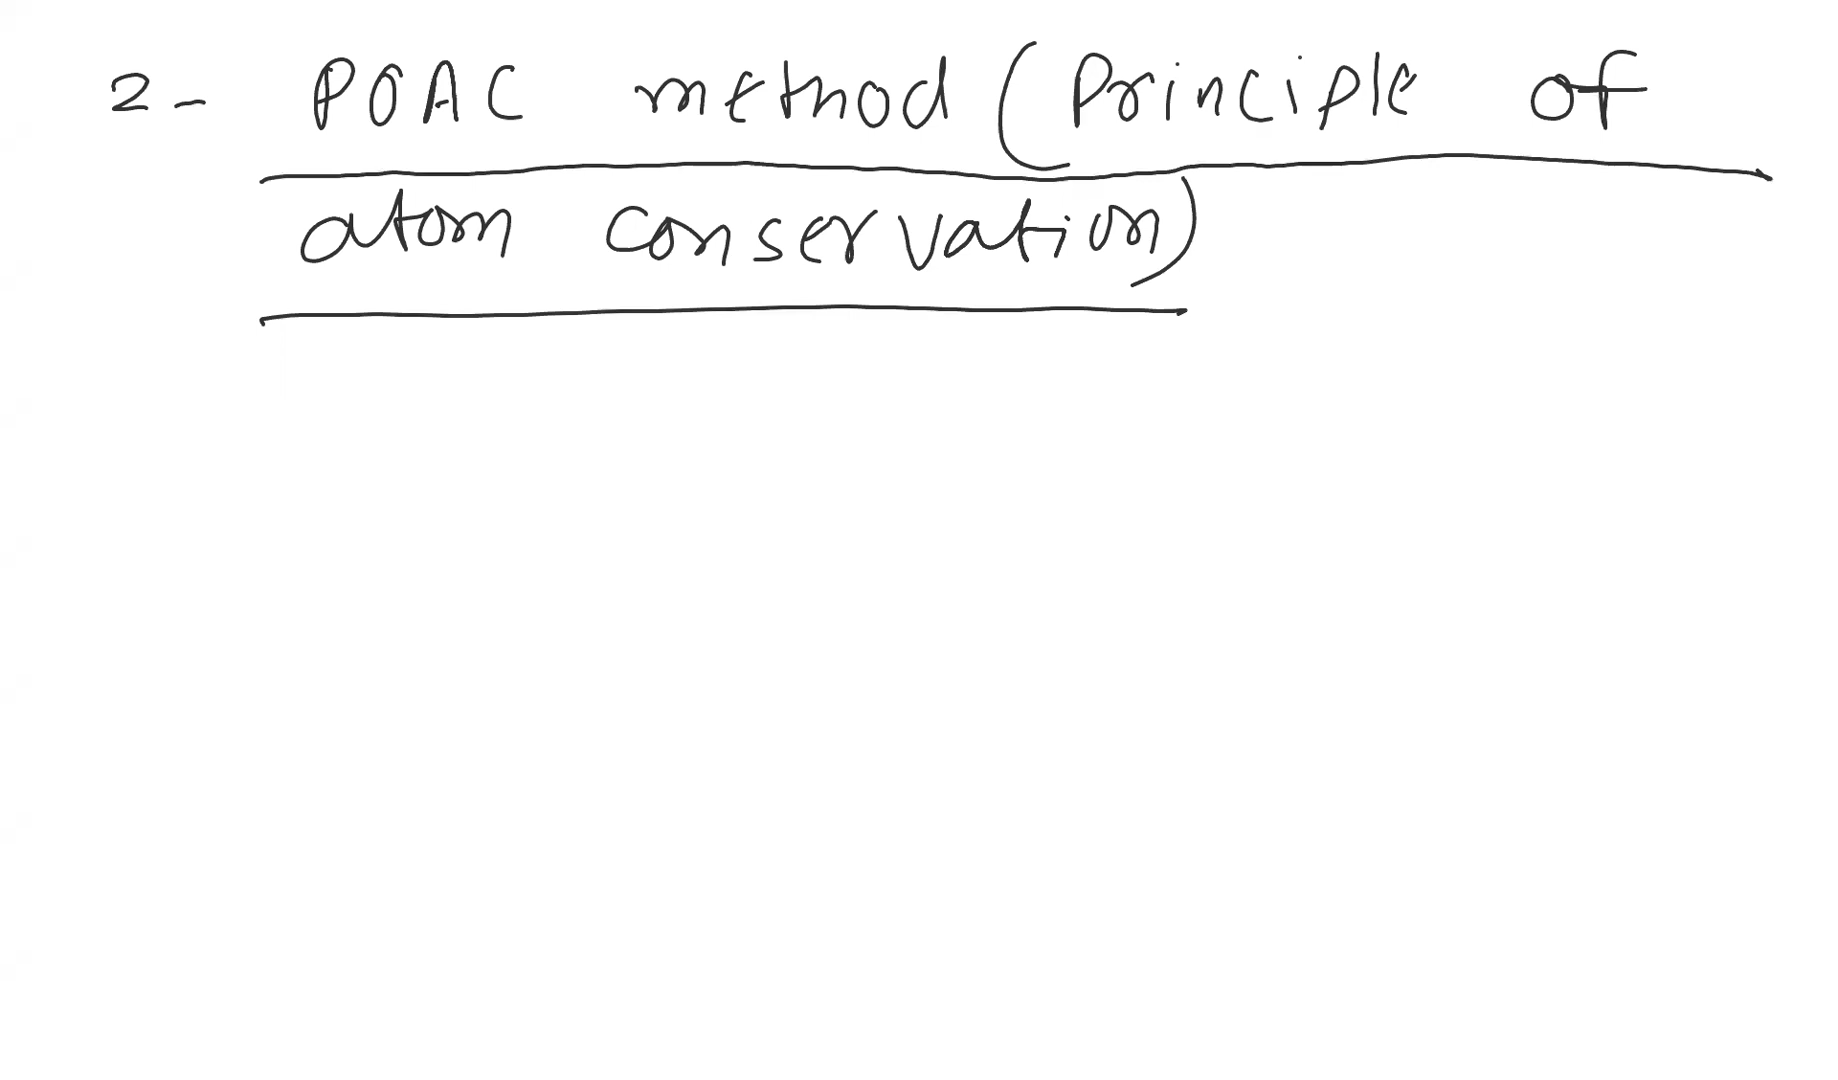 2- POAC method (Principle of
atom conservation)